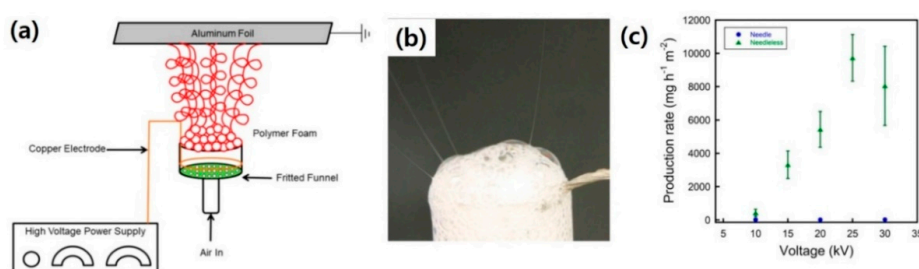 (a)
Aluminum Foil
Polymer Foam
Copper Electrode
Fritted Funnel
High Voltage Power Supply
Air In
(b)
(c)
Production rate (mg h⁻¹ m⁻²)
12000
10000
8000
6000
4000
2000
0
Needle
Needleless
5 10 15 20 25 30 35
Voltage (kV)